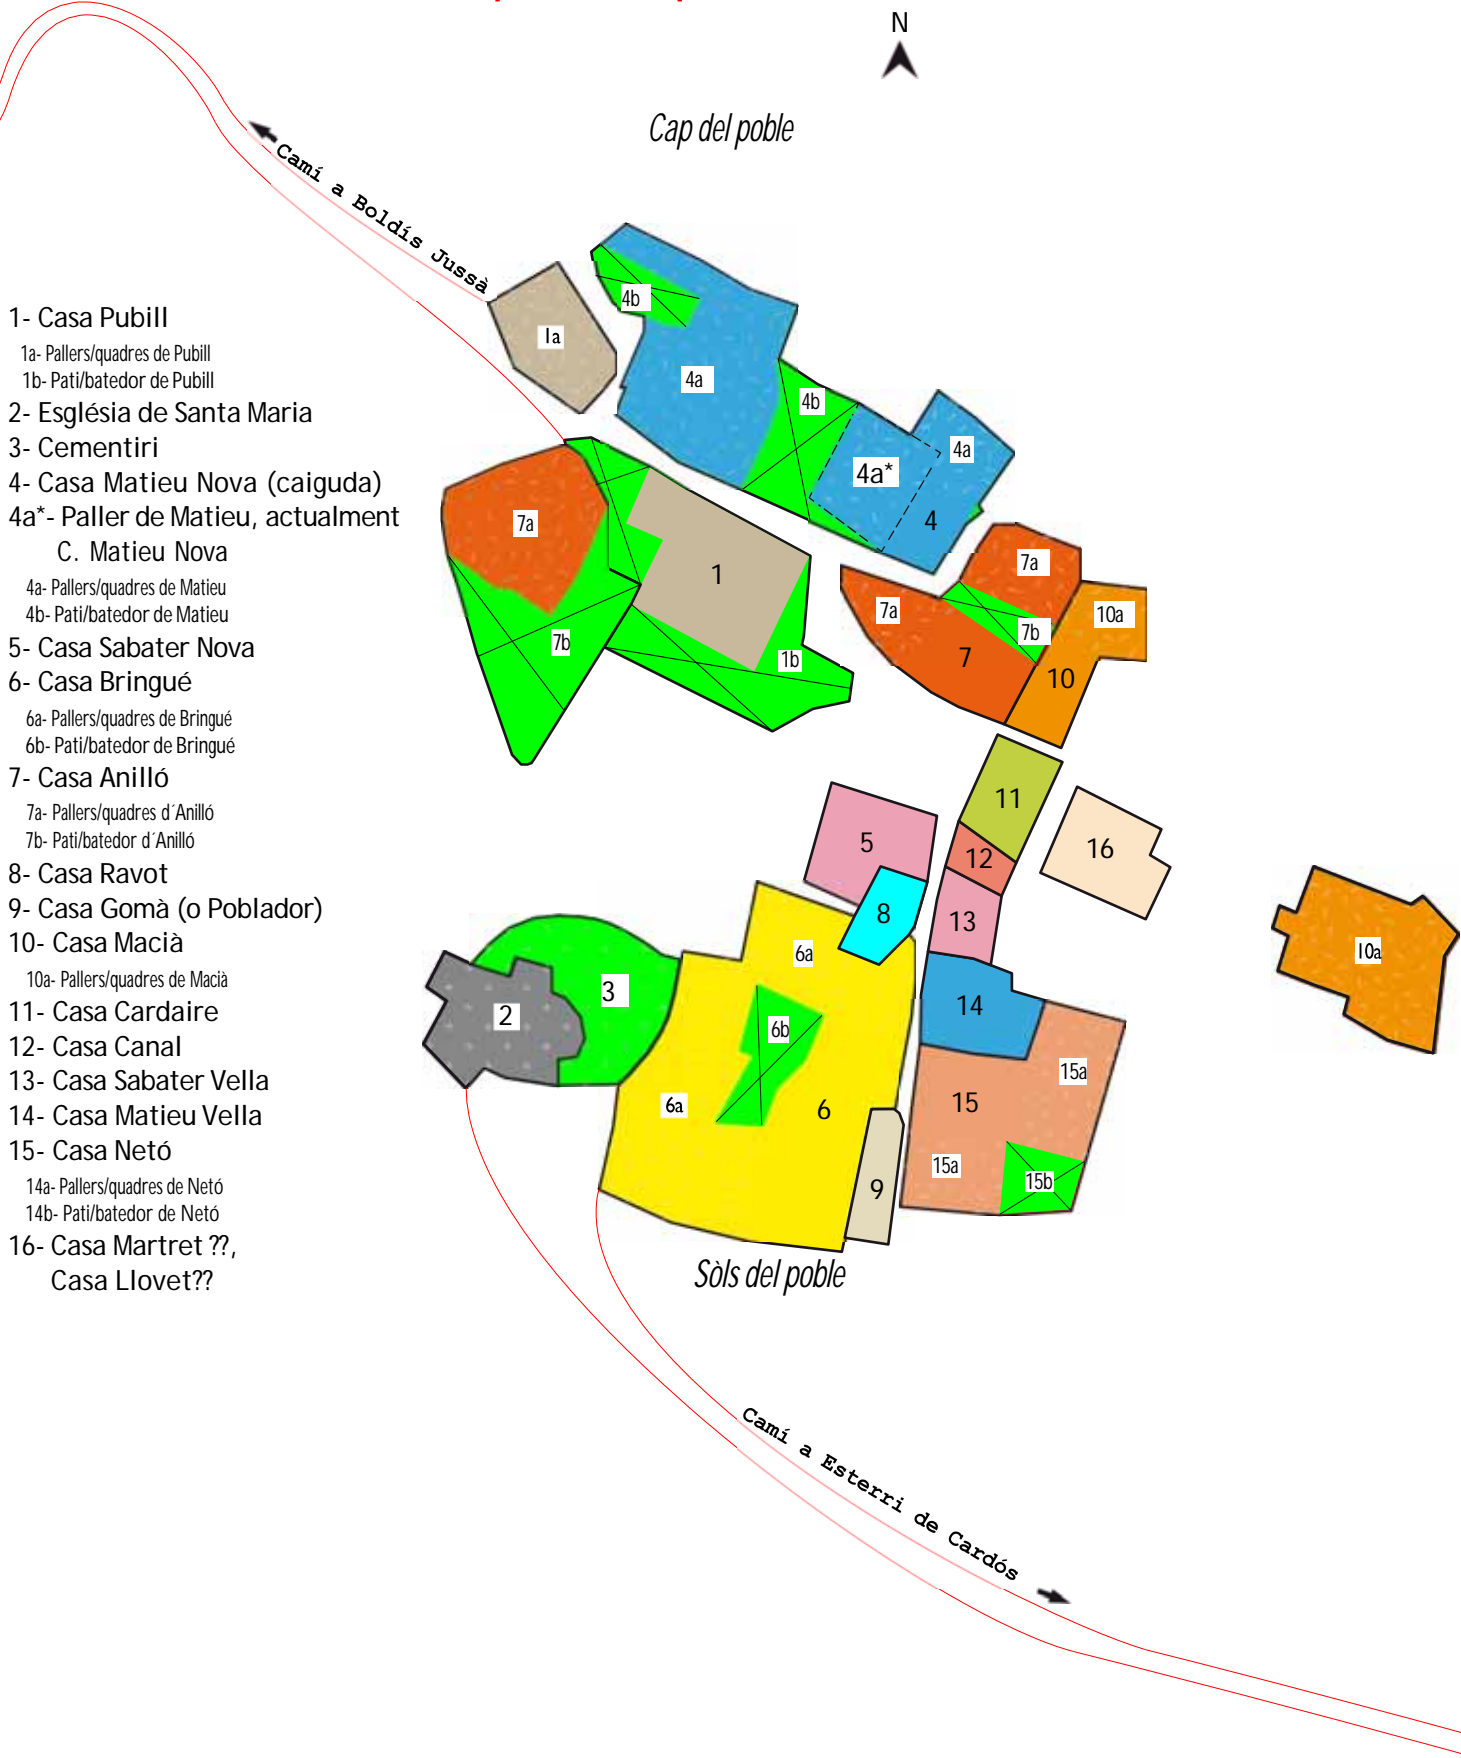 N
Cap del poble
Camí a Boldís Jussà
1- Casa Pubill
1a- Pallers/quadres de Pubill
1b- Pati/batedor de Pubill
2- Església de Santa Maria
3- Cementiri
4- Casa Matieu Nova (caiguda)
4a*- Paller de Matieu, actualment
C. Matieu Nova
4a- Pallers/quadres de Matieu
4b- Pati/batedor de Matieu
5- Casa Sabater Nova
6- Casa Bringué
6a- Pallers/quadres de Bringué
6b- Pati/batedor de Bringué
7- Casa Anilló
7a- Pallers/quadres d´Anilló
7b- Pati/batedor d´Anilló
8- Casa Ravot
9- Casa Gomà (o Poblador)
10- Casa Macià
10a- Pallers/quadres de Macià
11- Casa Cardaire
12- Casa Canal
13- Casa Sabater Vella
14- Casa Matieu Vella
15- Casa Netó
14a- Pallers/quadres de Netó
14b- Pati/batedor de Netó
16- Casa Martret ??,
Casa Llovet??
4b
1a
4a
4b
4a
4a*
4
7a
1
7a
7a
10a
7b
7b
1b
7
10
11
5
12
16
8
13
6a
10a
3
2
14
6b
15a
6a
6
15
15a
15b
9
Sòls del poble
Camí a Esterri de Cardós